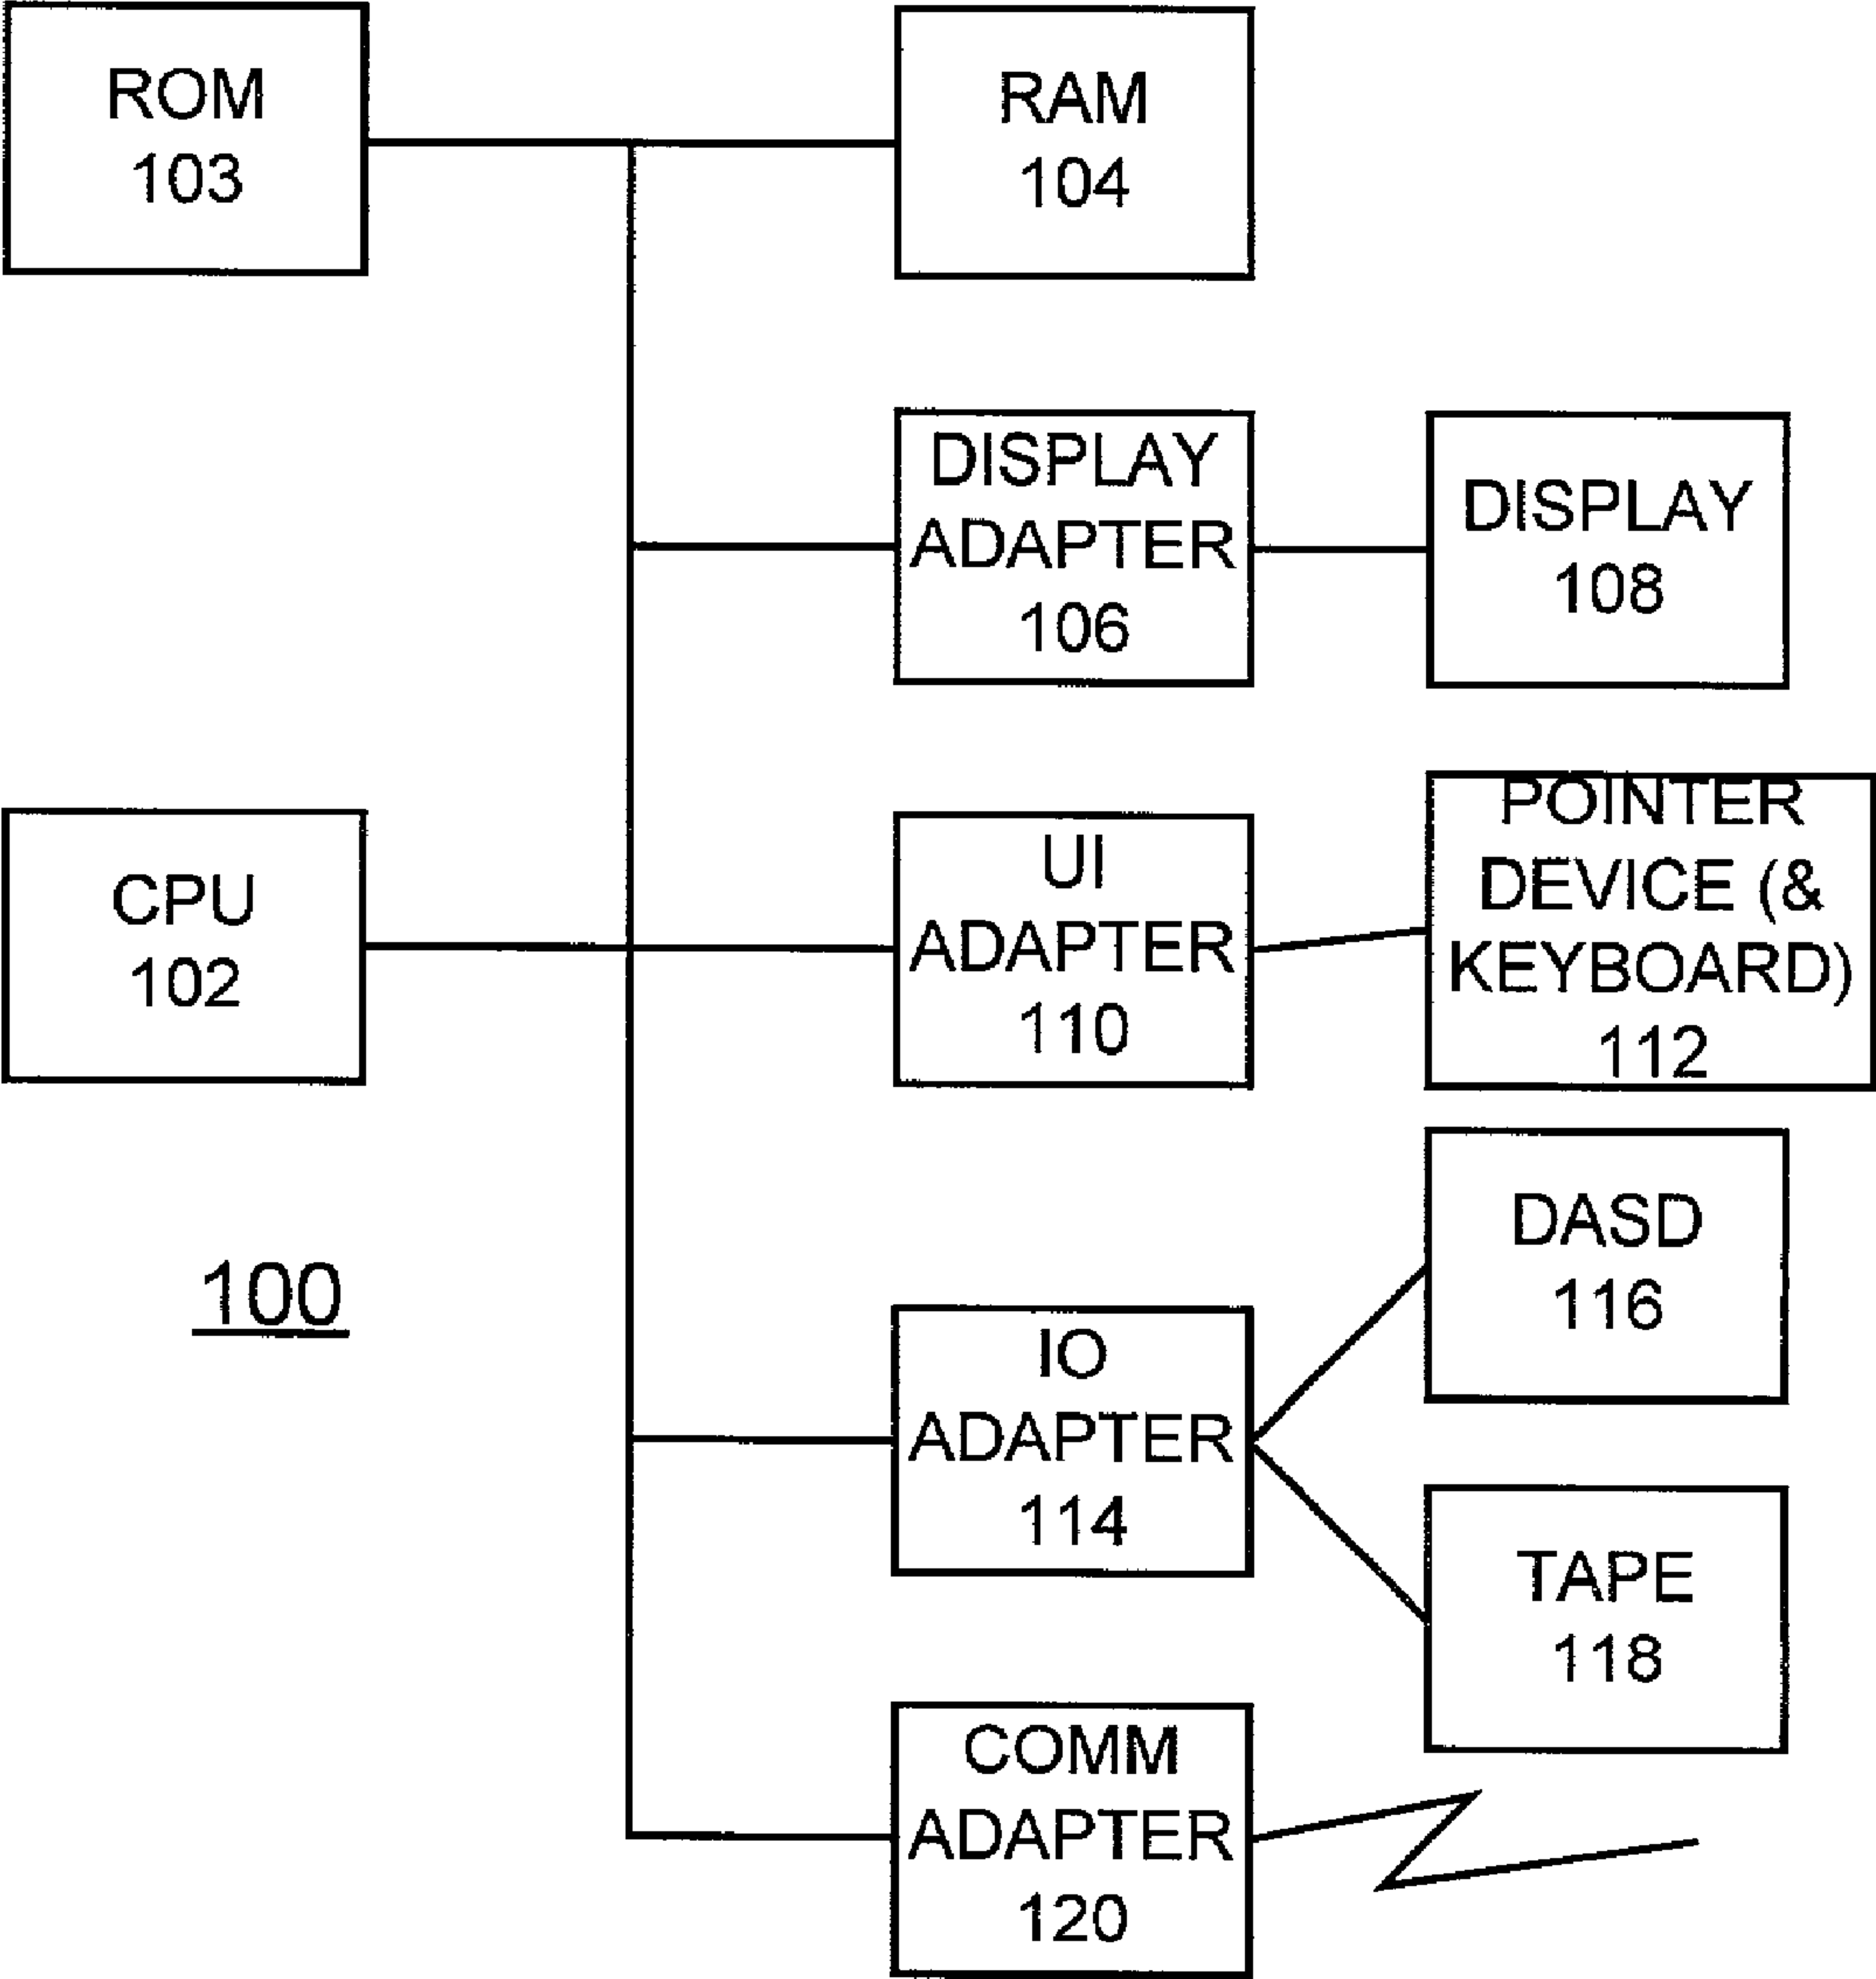 ROM
103
RAM
104
DISPLAY
ADAPTER
106
DISPLAY
108
CPU
102
UI
ADAPTER
110
POINTER
DEVICE (&
KEYBOARD)
112
100
IO
ADAPTER
114
DASD
116
TAPE
118
COMM
ADAPTER
120